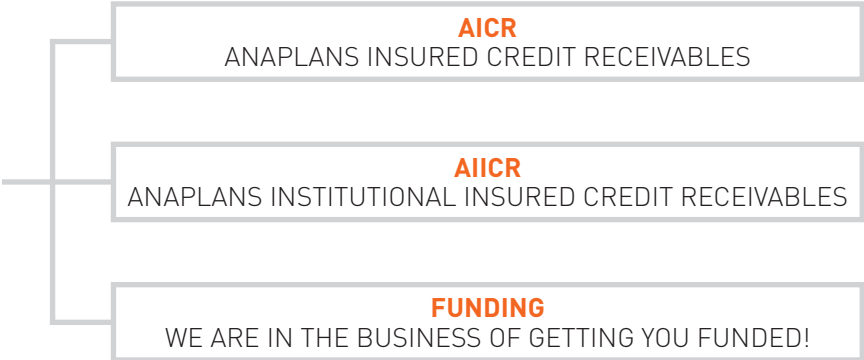 AICR
ANAPLANS INSURED CREDIT RECEIVABLES
AIICR
ANAPLANS INSTITUTIONAL INSURED CREDIT RECEIVABLES
FUNDING
WE ARE IN THE BUSINESS OF GETTING YOU FUNDED!